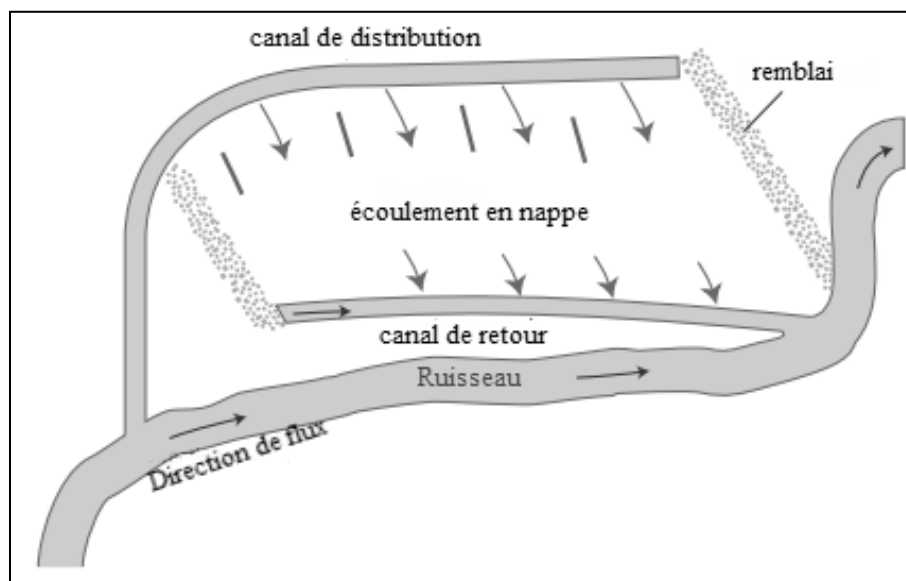 canal de distribution
remblai
écoulement en nappe
canal de retour
Ruisseau
Direction de flux